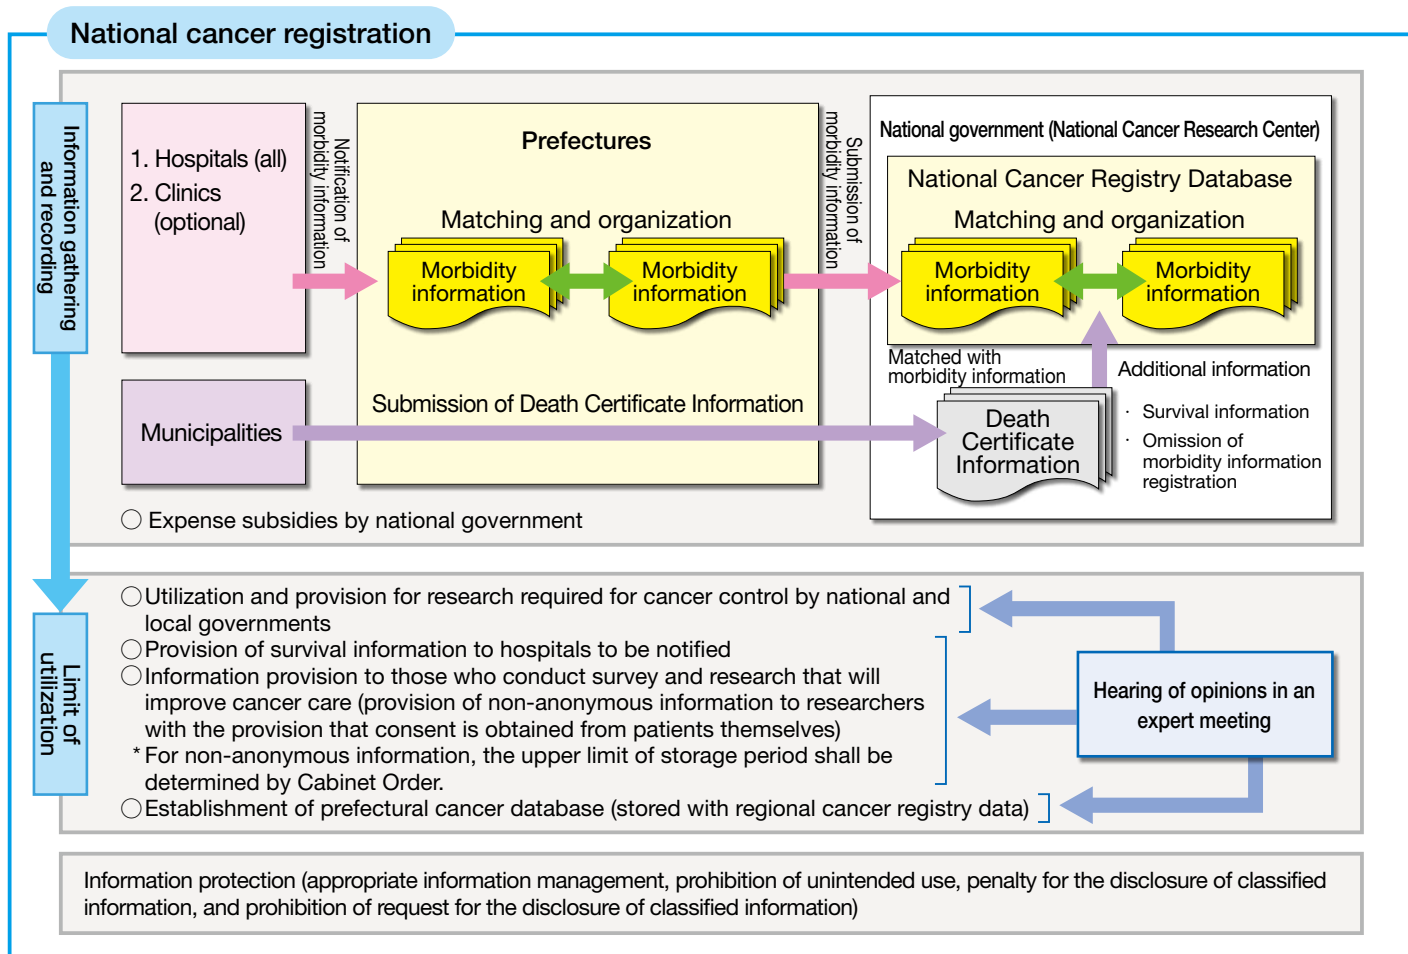 National cancer registration
Information gathering
and recording
1. Hospitals (all)
2. Clinics
(optional)
Notification of
morbidity information
Prefectures
Matching and organization
Morbidity
information
Morbidity
information
Submission of
morbidity information
National government (National Cancer Research Center)
National Cancer Registry Database
Matching and organization
Morbidity
information
Morbidity
information
Matched with
morbidity information
Additional information
· Survival information
· Omission of
morbidity information
registration
Municipalities
Submission of Death Certificate Information
Death
Certificate
Information
○ Expense subsidies by national government
Limit of
utilization
○ Utilization and provision for research required for cancer control by national and
local governments
○ Provision of survival information to hospitals to be notified
○ Information provision to those who conduct survey and research that will
improve cancer care (provision of non-anonymous information to researchers
with the provision that consent is obtained from patients themselves)
* For non-anonymous information, the upper limit of storage period shall be
determined by Cabinet Order.
○ Establishment of prefectural cancer database (stored with regional cancer registry data)
Hearing of opinions in an
expert meeting
Information protection (appropriate information management, prohibition of unintended use, penalty for the disclosure of classified
information, and prohibition of request for the disclosure of classified information)